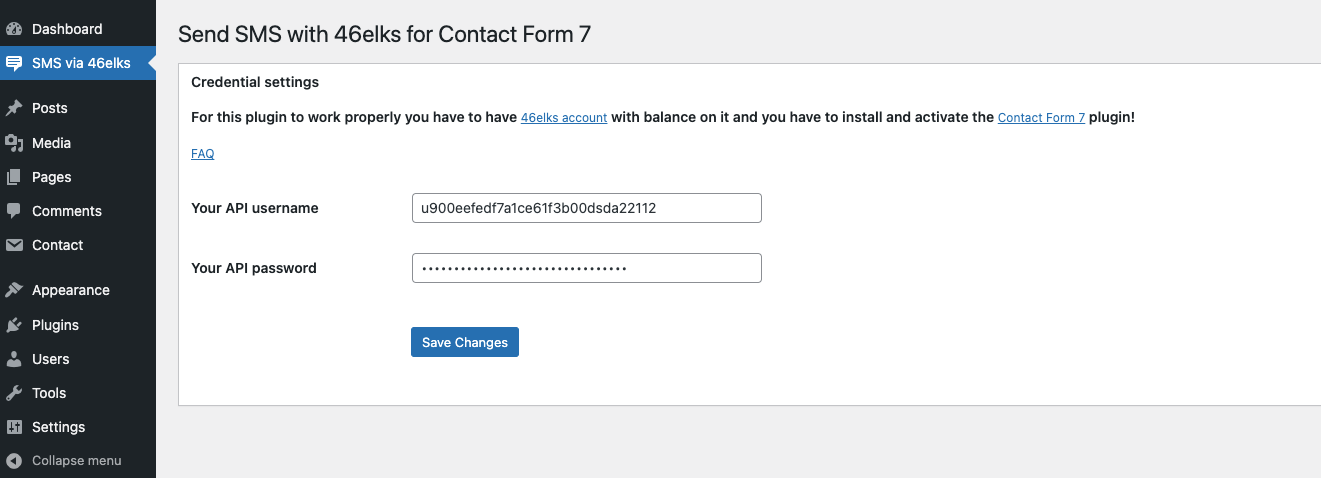 Dashboard
SMS via 46elks
Posts
Media
Pages
Comments
Contact
Appearance
Plugins
Users
Tools
Settings
Collapse menu
Send SMS with 46elks for Contact Form 7
Credential settings
For this plugin to work properly you have to have 46elks account with balance on it and you have to install and activate the Contact Form 7 plugin!
FAQ
Your API username
u900eefedf7a1ce61f3b00dsda22112
Your API password
••••••••••••••••••••••••••••••••
Save Changes